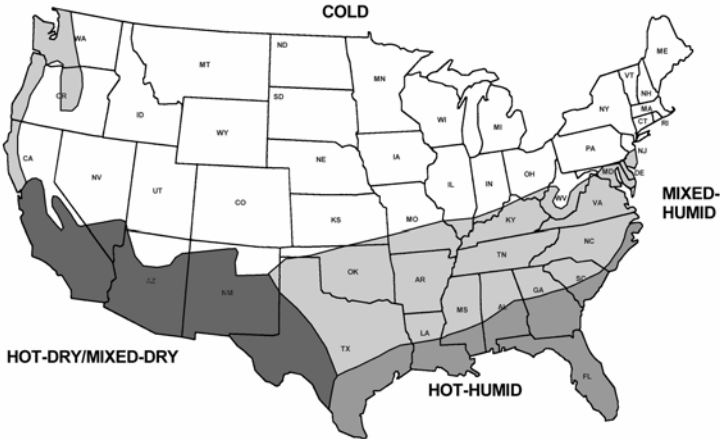 COLD
WA
MT
ND
MN
ME
VT
NH
OR
ID
SD
WI
MI
NY
MA
CT
RI
WY
IA
PA
NJ
CA
NV
UT
CO
NE
IL
IN
OH
MD
DE
WV
VA
KS
MO
KY
MIXED-
HUMID
NC
TN
AZ
NM
OK
AR
SC
MS
AL
GA
LA
TX
HOT-DRY/MIXED-DRY
FL
HOT-HUMID